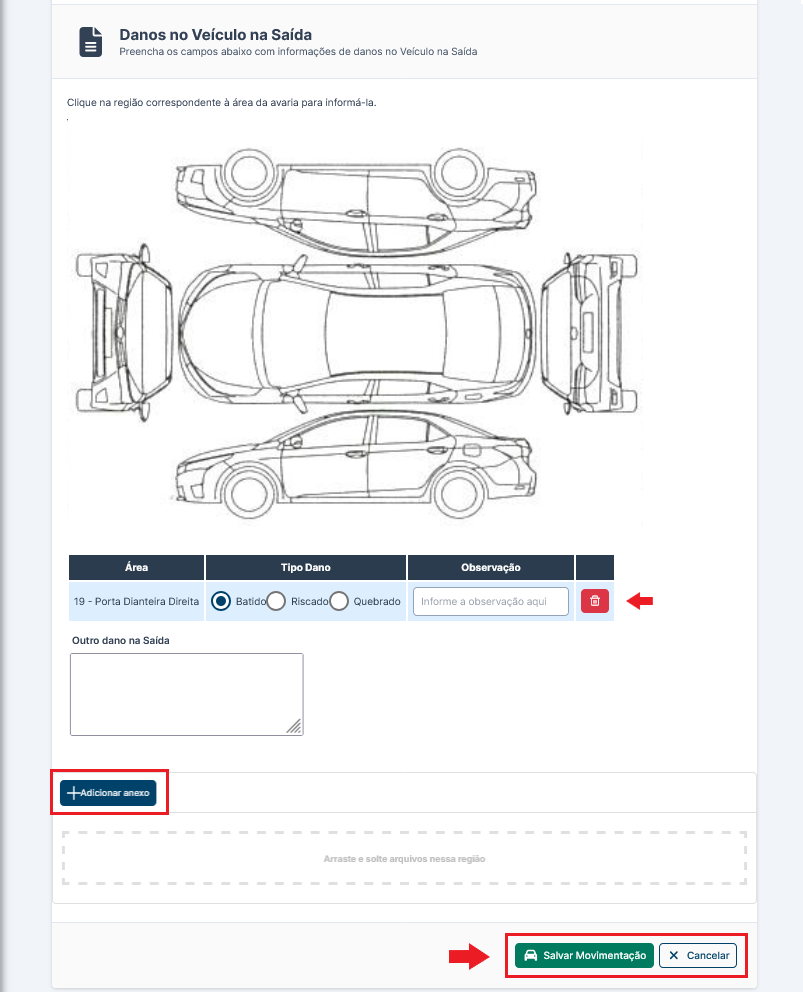 Danos no Veículo na Saída
Preencha os campos abaixo com informações de danos no Veículo na Saída
Clique na região correspondente à área da avaria para informá-la.
Área Tipo Dano Observação
19 - Porta Dianteira Direita Batido Riscado Quebrado Informe a observação aqui
Outro dano na Saída
Adicionar anexo
Arraste e solte arquivos nessa região
Salvar Movimentação Cancelar